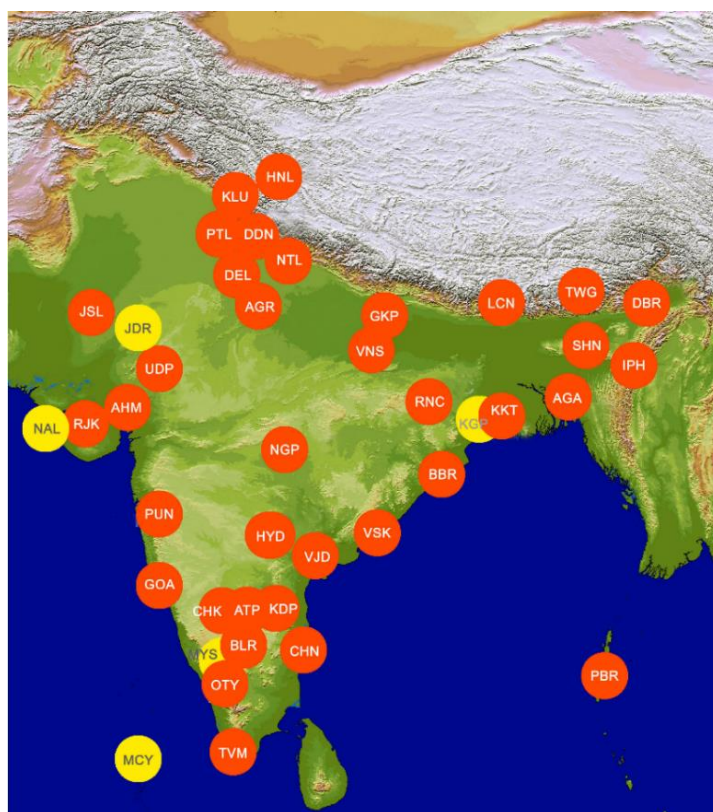 HNL
KLU
PTL
DDN
NTL
DEL
AGR
LCN
TWG
DBR
JSL
JDR
GKP
VNS
SHN
IPH
UDP
AHM
RJK
NAL
RNC
KGP
KKT
AGA
NGP
BBR
PUN
HYD
VSK
VJD
GOA
CHK
ATP
KDP
MYS
BLR
CHN
OTY
PBR
TVM
MCY